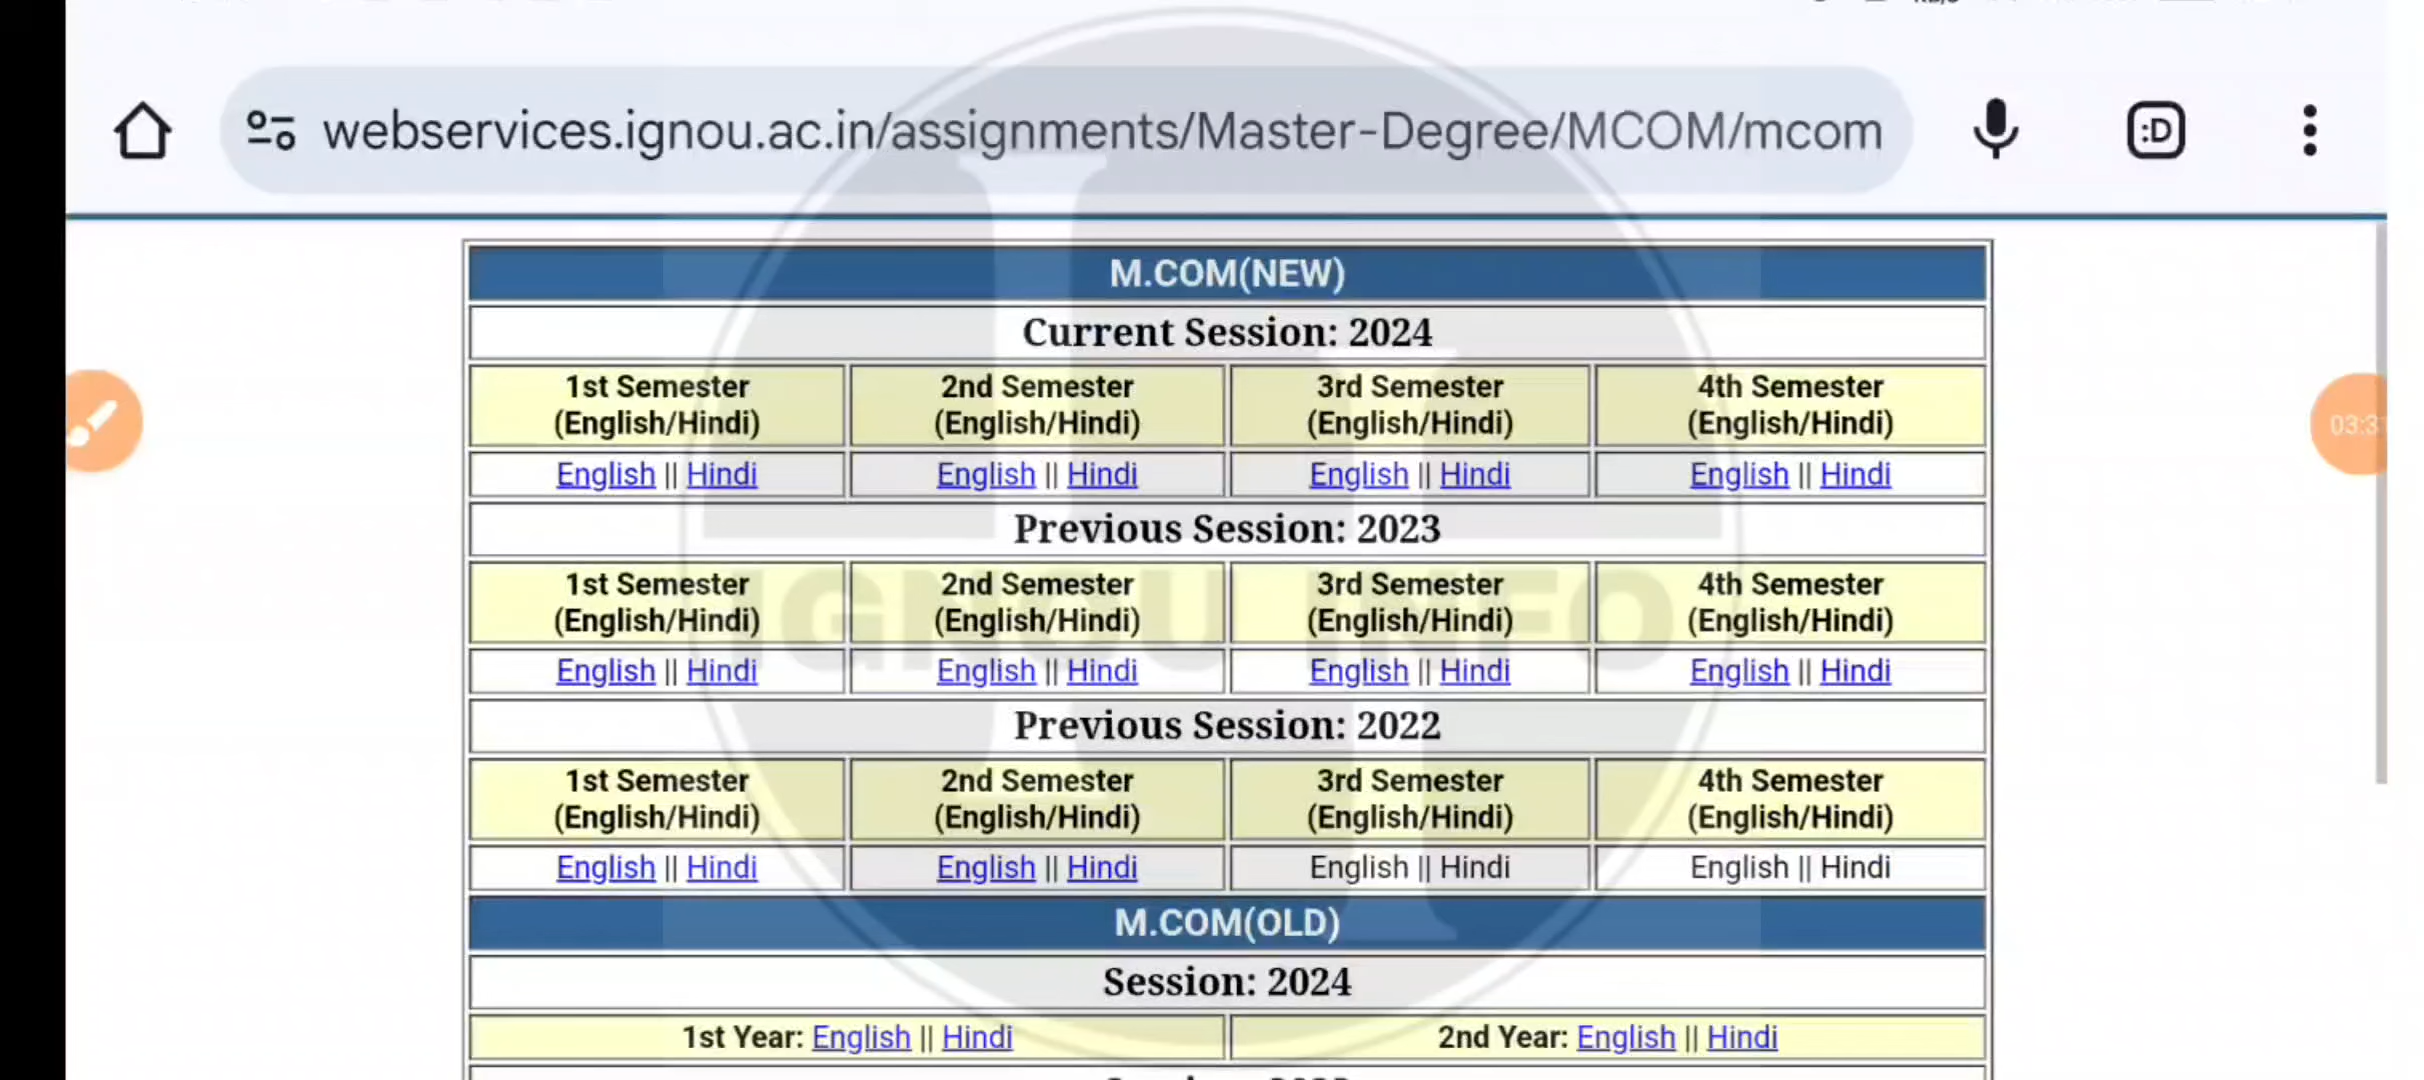 webservices.ignou.ac.in/assignments/Master-Degree/MCOM/mcom
:D
M.COM(NEW)
Current Session: 2024
1st Semester (English/Hindi)
2nd Semester (English/Hindi)
3rd Semester (English/Hindi)
4th Semester (English/Hindi)
English || Hindi
English || Hindi
English || Hindi
English || Hindi
Previous Session: 2023
1st Semester (English/Hindi)
2nd Semester (English/Hindi)
3rd Semester (English/Hindi)
4th Semester (English/Hindi)
IGNOU INFO
English || Hindi
English || Hindi
English || Hindi
English || Hindi
Previous Session: 2022
1st Semester (English/Hindi)
2nd Semester (English/Hindi)
3rd Semester (English/Hindi)
4th Semester (English/Hindi)
English || Hindi
English || Hindi
English || Hindi
English || Hindi
M.COM(OLD)
Session: 2024
1st Year: English || Hindi
2nd Year: English || Hindi